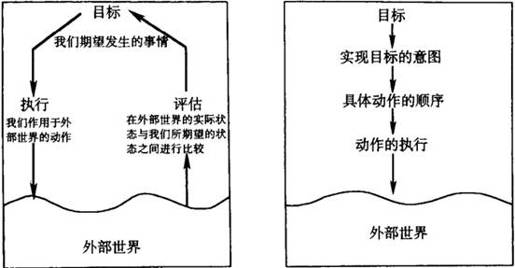 目标
我们期望发生的事情
执行
我们作用于外
部世界的动作
评估
在外部世界的实际状
态与我们所期望的状
态之间进行比较
外部世界
目标
实现目标的意图
具体动作的顺序
动作的执行
外部世界